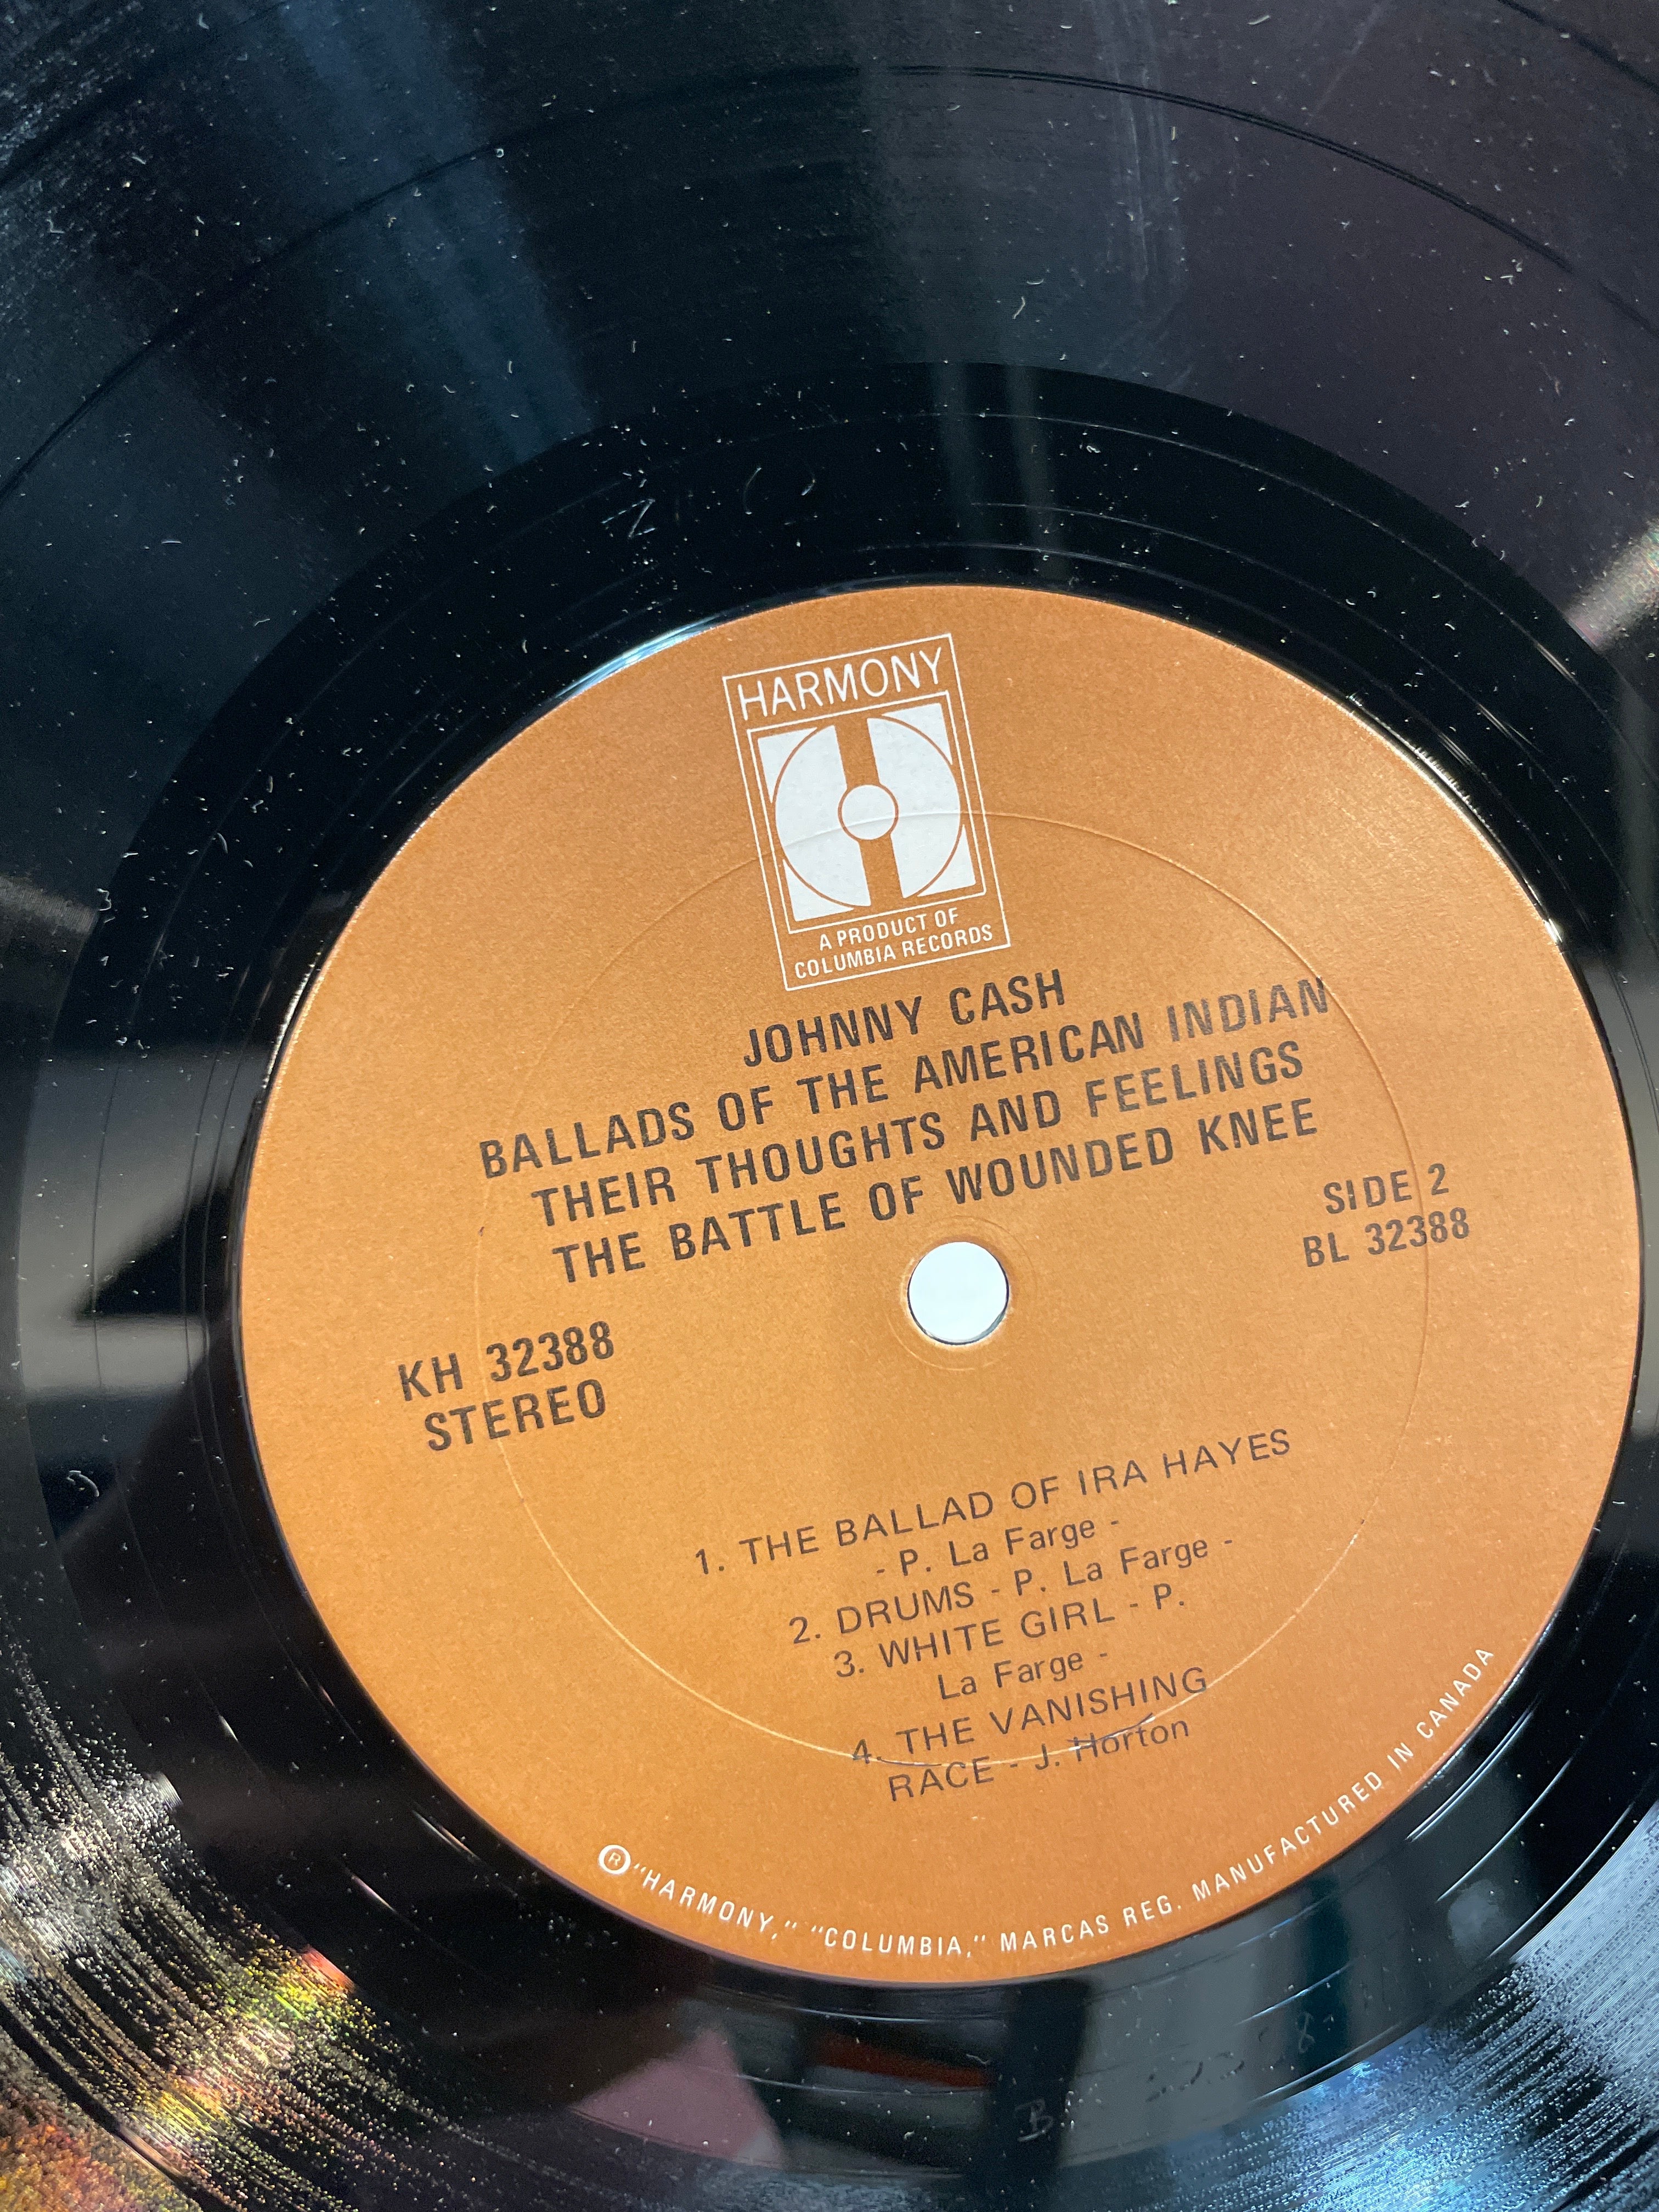 HARMONY
A PRODUCT OF
COLUMBIA RECORDS
JOHNNY CASH
BALLADS OF THE AMERICAN INDIAN
THEIR THOUGHTS AND FEELINGS
THE BATTLE OF WOUNDED KNEE
SIDE 2
BL 32388
KH 32388
STEREO
1. THE BALLAD OF IRA HAYES
- P. La Farge -
2. DRUMS - P. La Farge -
3. WHITE GIRL - P.
La Farge -
4. THE VANISHING
RACE - J. Horton
® "HARMONY," "COLUMBIA," MARCAS REG. MANUFACTURED IN CANADA